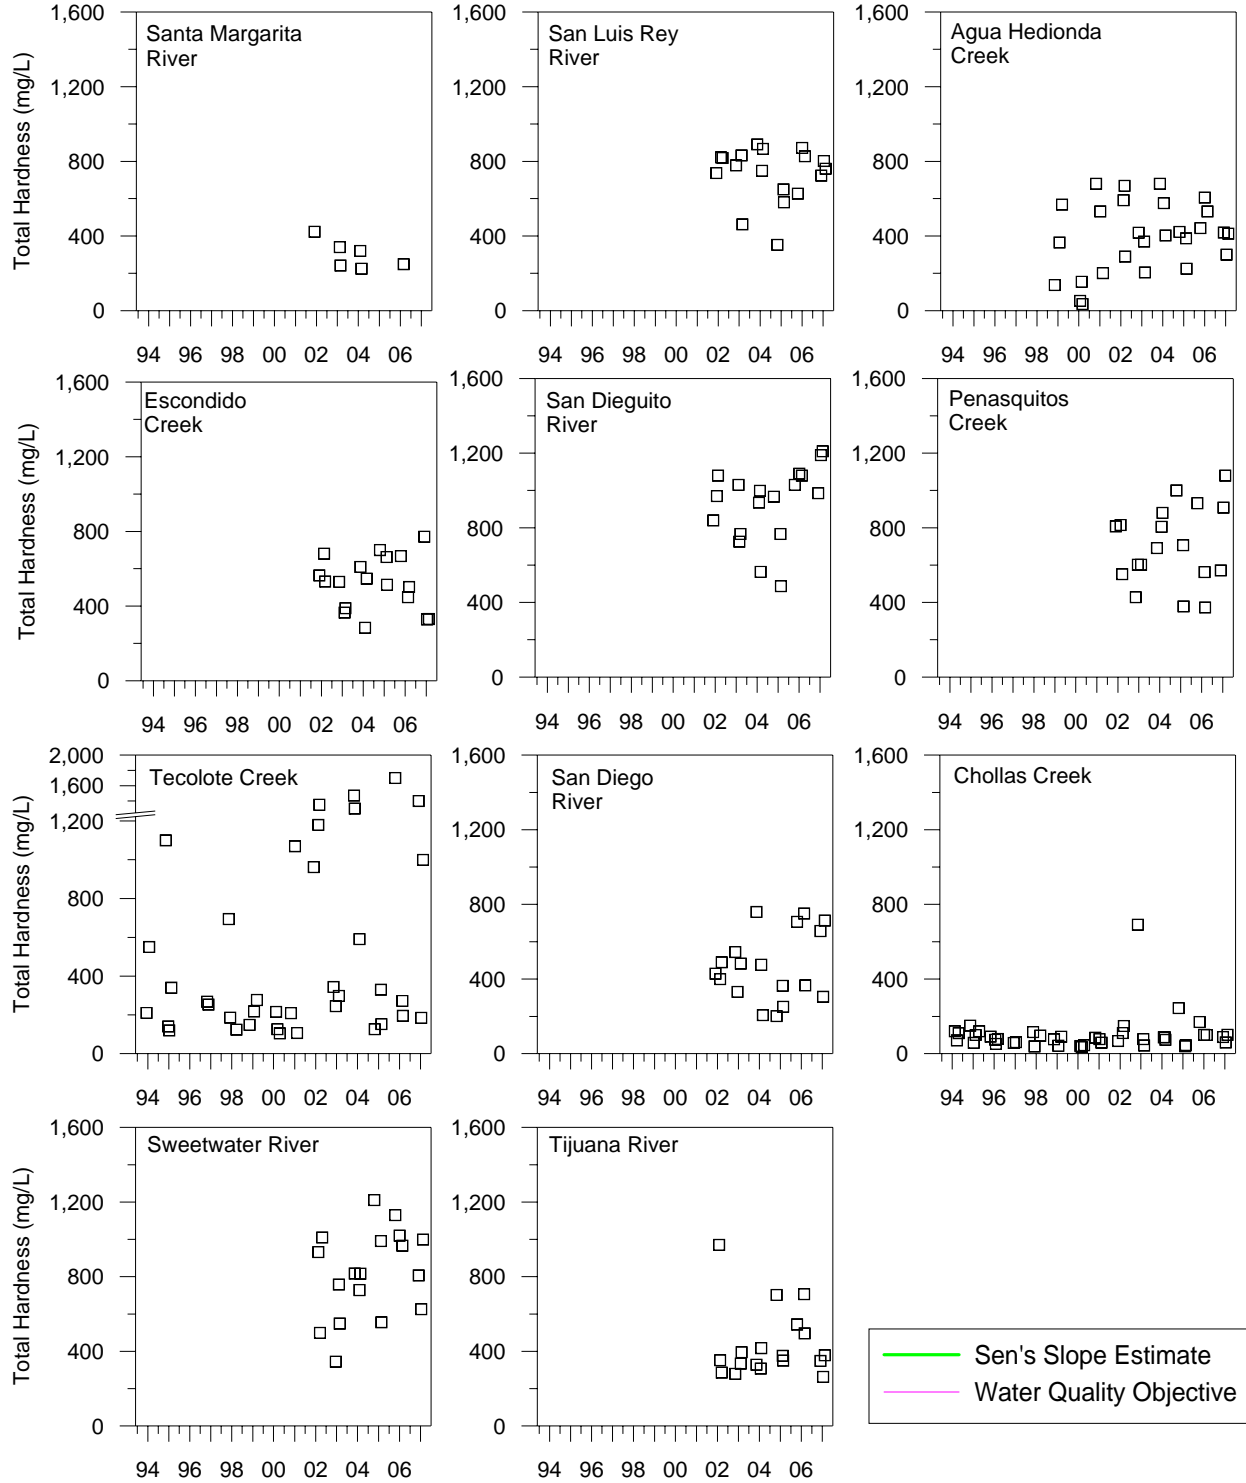 Total Hardness (mg/L)
1,600
1,200
800
400
0
Santa Margarita
River
94 96 98 00 02 04 06
1,600
1,200
800
400
0
San Luis Rey
River
94 96 98 00 02 04 06
1,600
1,200
800
400
0
Agua Hedionda
Creek
94 96 98 00 02 04 06
Total Hardness (mg/L)
1,600
1,200
800
400
0
Escondido
Creek
94 96 98 00 02 04 06
1,600
1,200
800
400
0
San Dieguito
River
94 96 98 00 02 04 06
1,600
1,200
800
400
0
Penasquitos
Creek
94 96 98 00 02 04 06
Total Hardness (mg/L)
2,000
1,600
1,200
800
400
0
Tecolote Creek
94 96 98 00 02 04 06
1,600
1,200
800
400
0
San Diego
River
94 96 98 00 02 04 06
1,600
1,200
800
400
0
Chollas Creek
94 96 98 00 02 04 06
Total Hardness (mg/L)
1,600
1,200
800
400
0
Sweetwater River
94 96 98 00 02 04 06
1,600
1,200
800
400
0
Tijuana River
94 96 98 00 02 04 06
Sen's Slope Estimate
Water Quality Objective